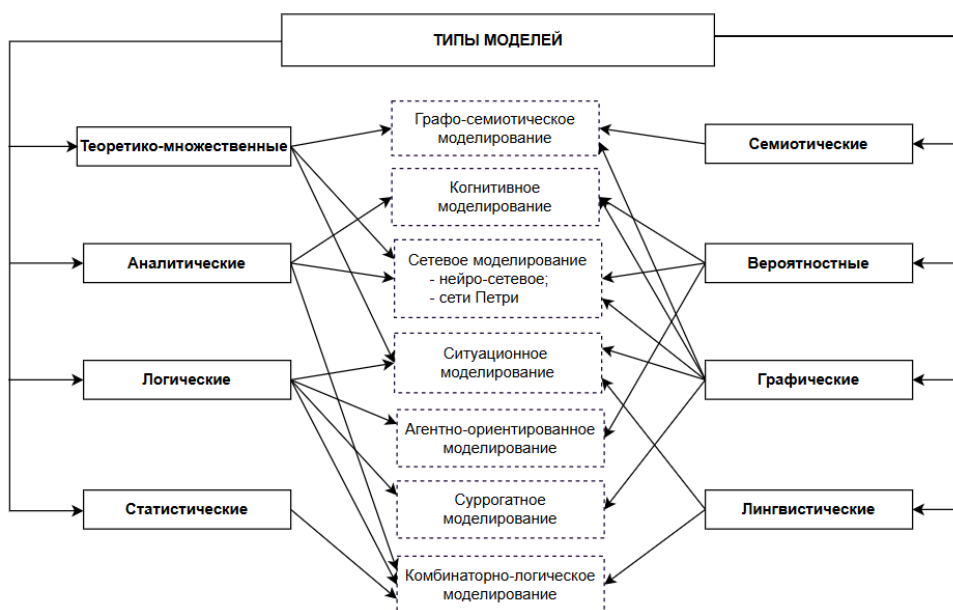 ТИПЫ МОДЕЛЕЙ
Теоретико-множественные
Графо-семиотическое
моделирование
Семиотические
Когнитивное
моделирование
Аналитические
Сетевое моделирование
- нейро-сетевое;
- сети Петри
Вероятностные
Логические
Ситуационное
моделирование
Графические
Агентно-ориентированное
моделирование
Статистические
Суррогатное
моделирование
Лингвистические
Комбинаторно-логическое
моделирование